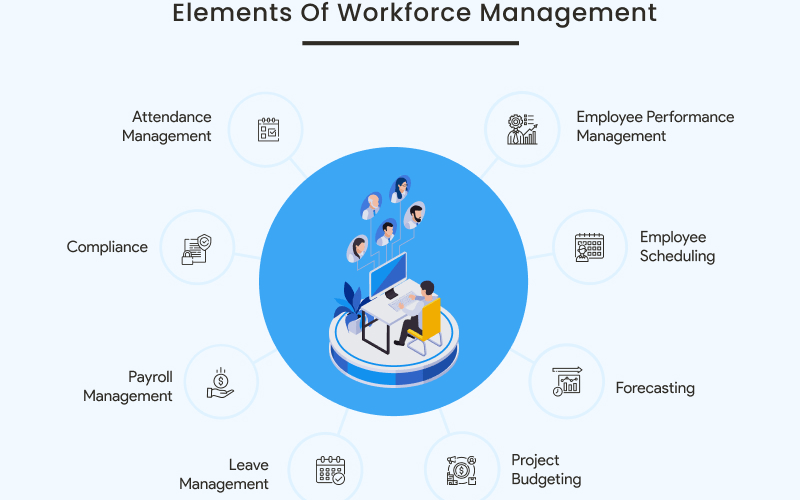 Elements Of Workforce Management
Attendance
Management
Employee Performance
Management
Compliance
Employee
Scheduling
Payroll
Management
Forecasting
Leave
Management
Project
Budgeting